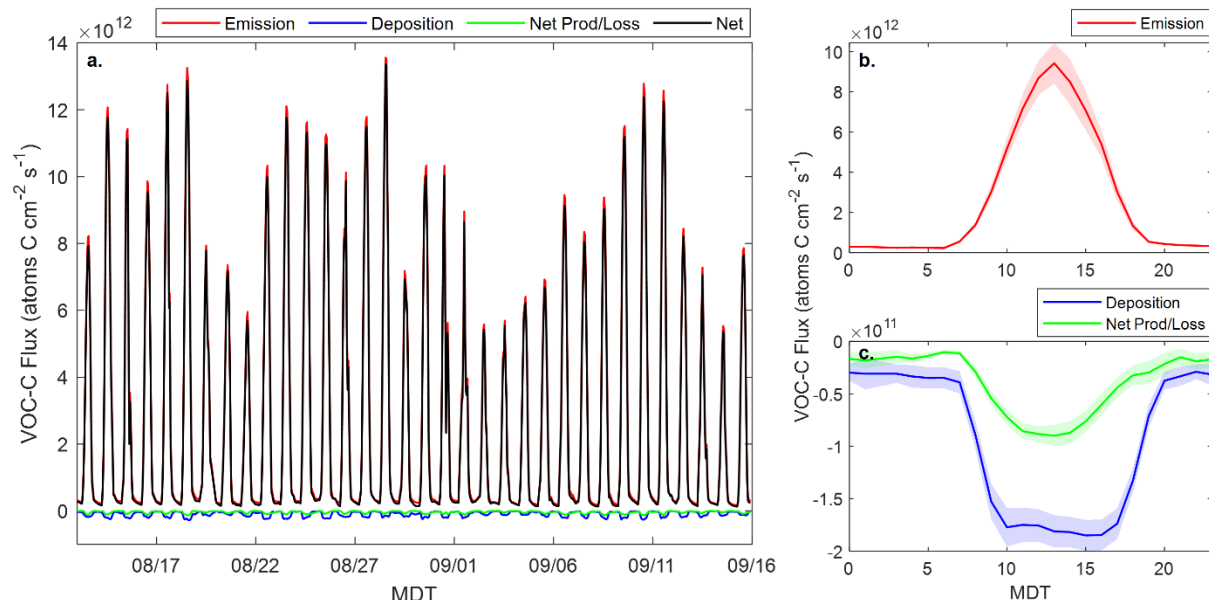 Emission Deposition Net Prod/Loss Net
×10¹²
a.
14
12
10
8
6
4
2
0
VOC-C Flux (atoms C cm⁻² s⁻¹)
08/17 08/22 08/27 09/01 09/06 09/11 09/16
MDT
Emission
×10¹²
b.
10
8
6
4
2
0
0 5 10 15 20
Deposition
Net Prod/Loss
×10¹¹
c.
0
-0.5
-1
-1.5
-2
VOC-C Flux (atoms C cm⁻² s⁻¹)
0 5 10 15 20
MDT